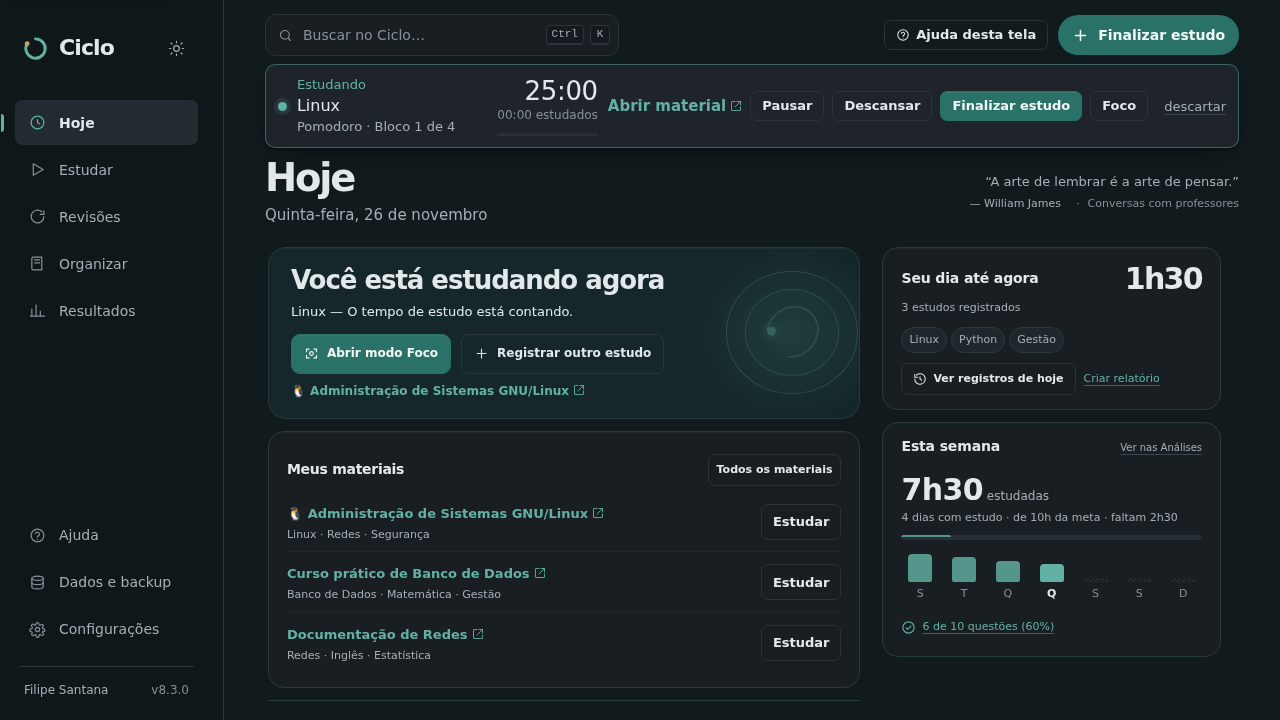 Ciclo
Hoje
Estudar
Revisões
Organizar
Resultados
Ajuda
Dados e backup
Configurações
Filipe Santana v8.3.0
Buscar no Ciclo… Ctrl K
Ajuda desta tela
Finalizar estudo
Estudando
Linux
Pomodoro · Bloco 1 de 4
25:00
00:00 estudados
Abrir material
Pausar
Descansar
Finalizar estudo
Foco
descartar
Hoje
Quinta-feira, 26 de novembro
“A arte de lembrar é a arte de pensar.”
— William James · Conversas com professores
Você está estudando agora
Linux — O tempo de estudo está contando.
Abrir modo Foco
Registrar outro estudo
🐧 Administração de Sistemas GNU/Linux
Meus materiais
Todos os materiais
🐧 Administração de Sistemas GNU/Linux
Linux · Redes · Segurança
Estudar
Curso prático de Banco de Dados
Banco de Dados · Matemática · Gestão
Estudar
Documentação de Redes
Redes · Inglês · Estatística
Estudar
Seu dia até agora 1h30
3 estudos registrados
Linux Python Gestão
Ver registros de hoje
Criar relatório
Esta semana
Ver nas Análises
7h30 estudadas
4 dias com estudo · de 10h da meta · faltam 2h30
S T Q Q S S D
6 de 10 questões (60%)